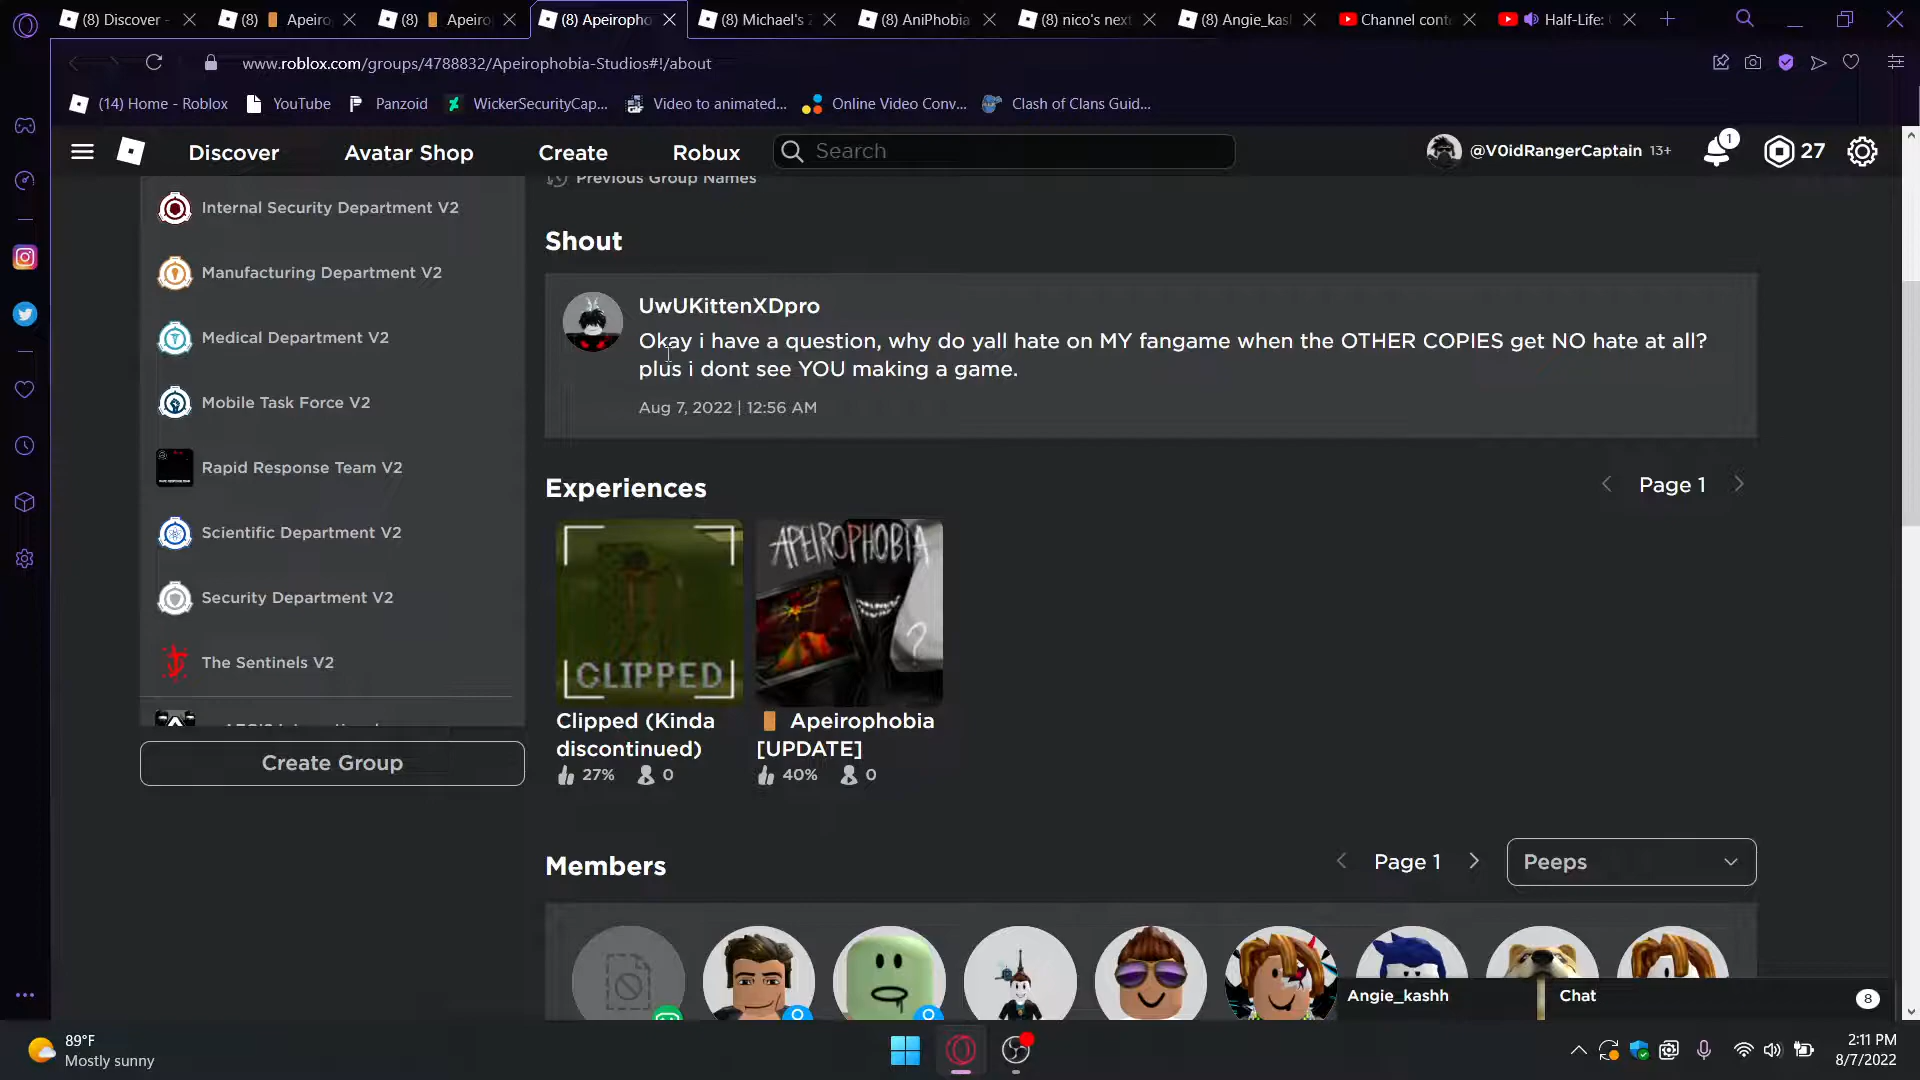 (8) Discover -
(8) Apeiro
(8) Apeiro
(8) Apeiropho
(8) Michael's Z
(8) AniPhobia
(8) nico's next
(8) Angie_kash
Channel cont
Half-Life:
www.roblox.com/groups/4788832/Apeirophobia-Studios#!/about
(14) Home - Roblox
YouTube
Panzoid
WickerSecurityCap...
Video to animated...
Online Video Conv...
Clash of Clans Guid...
Discover
Avatar Shop
Create
Robux
Search
@V0idRangerCaptain 13+
1
27
Previous Group Names
Internal Security Department V2
Manufacturing Department V2
Medical Department V2
Mobile Task Force V2
Rapid Response Team V2
Scientific Department V2
Security Department V2
The Sentinels V2
Create Group
Shout
UwUKittenXDpro
Okay i have a question, why do yall hate on MY fangame when the OTHER COPIES get NO hate at all?
plus i dont see YOU making a game.
Aug 7, 2022 | 12:56 AM
Experiences
Page 1
CLIPPED
APEIROPHOBIA
?
Clipped (Kinda
discontinued)
27% 0
Apeirophobia
[UPDATE]
40% 0
Members
Page 1
Peeps
Angie_kashh
Chat
8
89°F
Mostly sunny
2:11 PM
8/7/2022